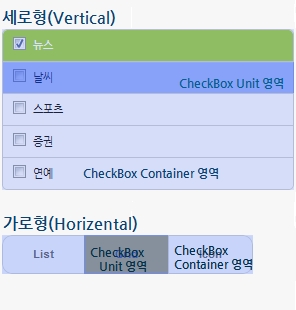 세로형(Vertical)
뉴스
날씨
CheckBox Unit 영역
스포츠
증권
연예 CheckBox Container 영역
가로형(Horizental)
List
CheckBox
Unit 영역
CheckBox
Container 영역
Icon